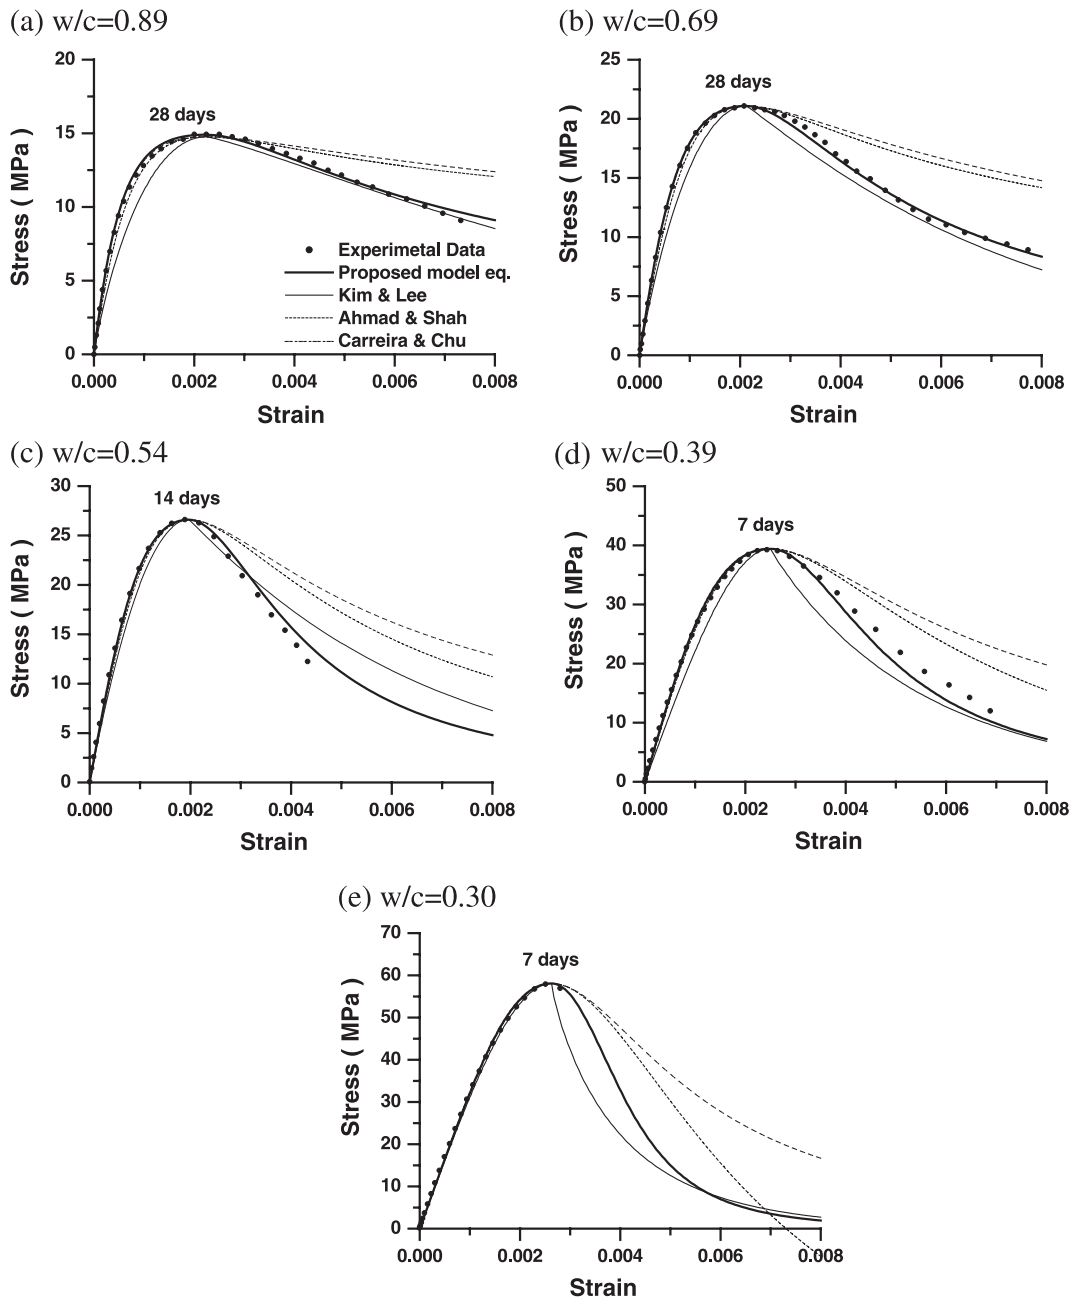 (a) w/c=0.89
20
15
10
5
0
Stress ( MPa )
28 days
Experimetal Data
Proposed model eq.
Kim & Lee
Ahmad & Shah
Carreira & Chu
0.000 0.002 0.004 0.006 0.008
Strain
(b) w/c=0.69
25
20
15
10
5
0
Stress ( MPa )
28 days
0.000 0.002 0.004 0.006 0.008
Strain
(c) w/c=0.54
30
25
20
15
10
5
0
Stress ( MPa )
14 days
0.000 0.002 0.004 0.006 0.008
Strain
(d) w/c=0.39
50
40
30
20
10
0
Stress ( MPa )
7 days
0.000 0.002 0.004 0.006 0.008
Strain
(e) w/c=0.30
70
60
50
40
30
20
10
0
Stress ( MPa )
7 days
0.000 0.002 0.004 0.006 0.008
Strain